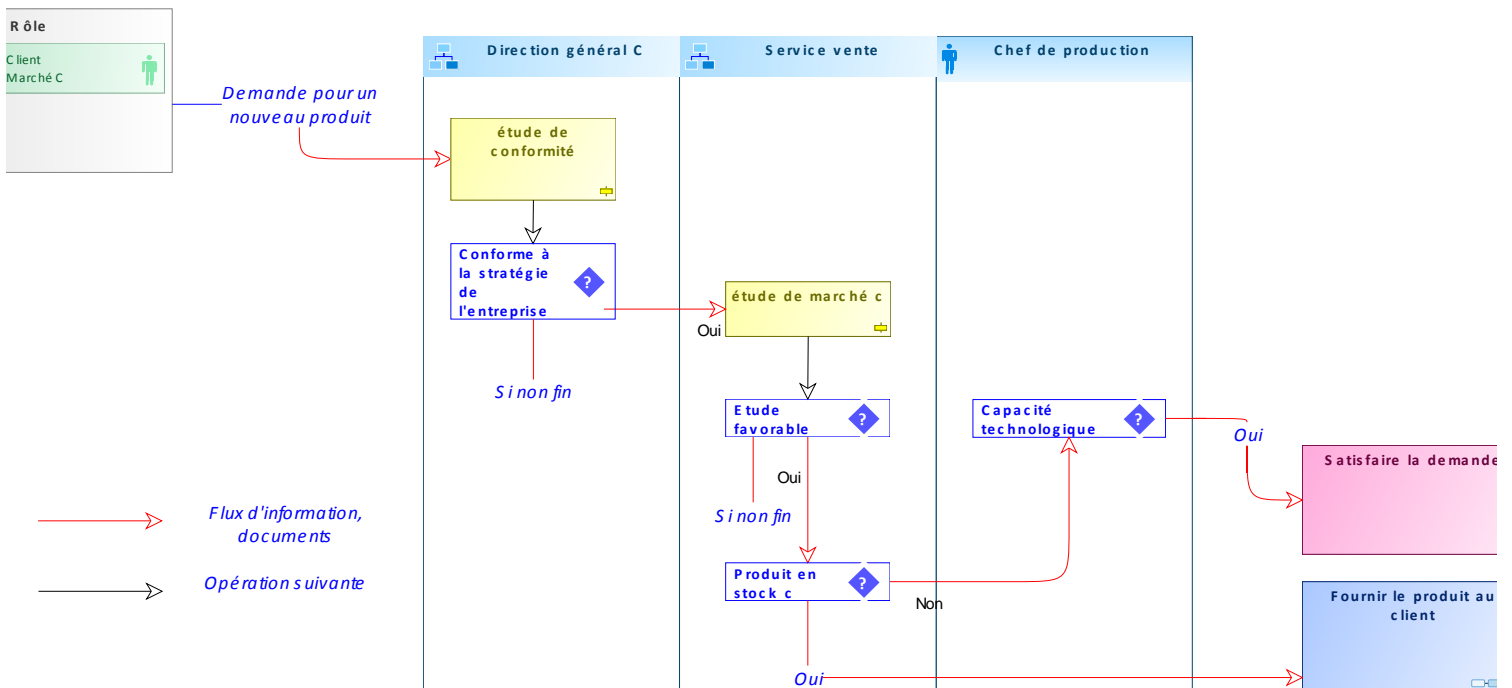 Rôle
Client
Marché C
Direction général C
Service vente
Chef de production
Demande pour un
nouveau produit
étude de
conformité
Conforme à
la stratégie
de
l'entreprise
?
étude de marché c
Oui
Si non fin
Etude
favorable
?
Capacité
technologique
?
Oui
Satisfaire la demande
Oui
Si non fin
Flux d'information,
documents
Opération suivante
Produit en
stock c
?
Non
Fournir le produit au
client
Oui